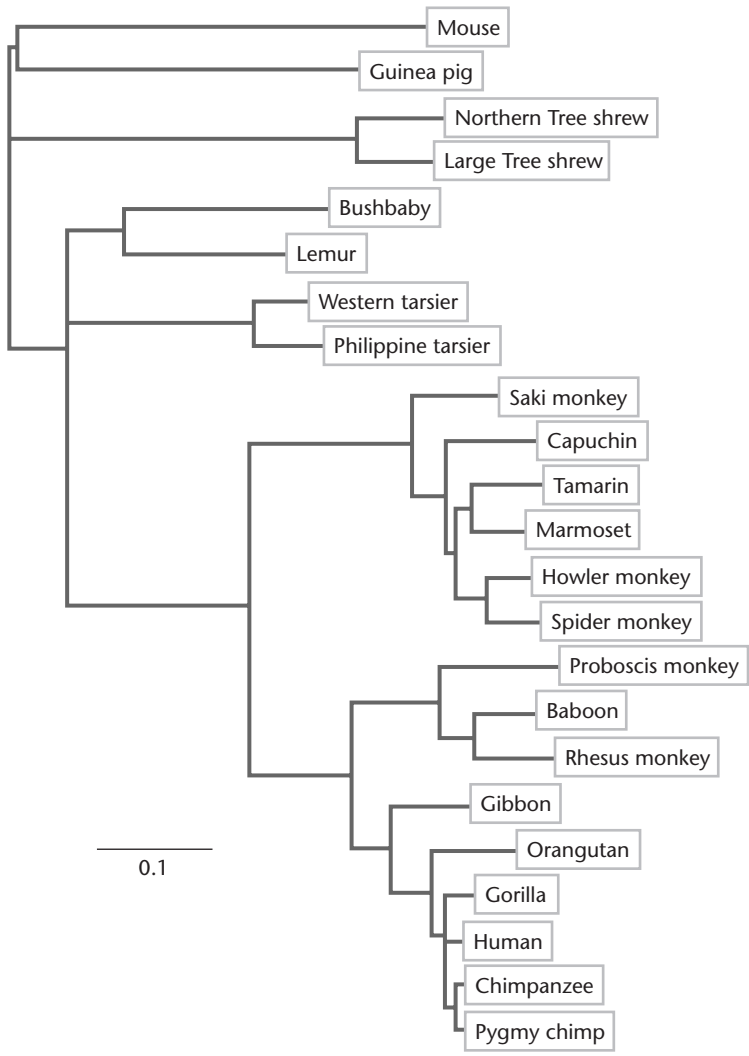 Mouse
Guinea pig
Northern Tree shrew
Large Tree shrew
Bushbaby
Lemur
Western tarsier
Philippine tarsier
Saki monkey
Capuchin
Tamarin
Marmoset
Howler monkey
Spider monkey
Proboscis monkey
Baboon
Rhesus monkey
Gibbon
Orangutan
0.1
Gorilla
Human
Chimpanzee
Pygmy chimp